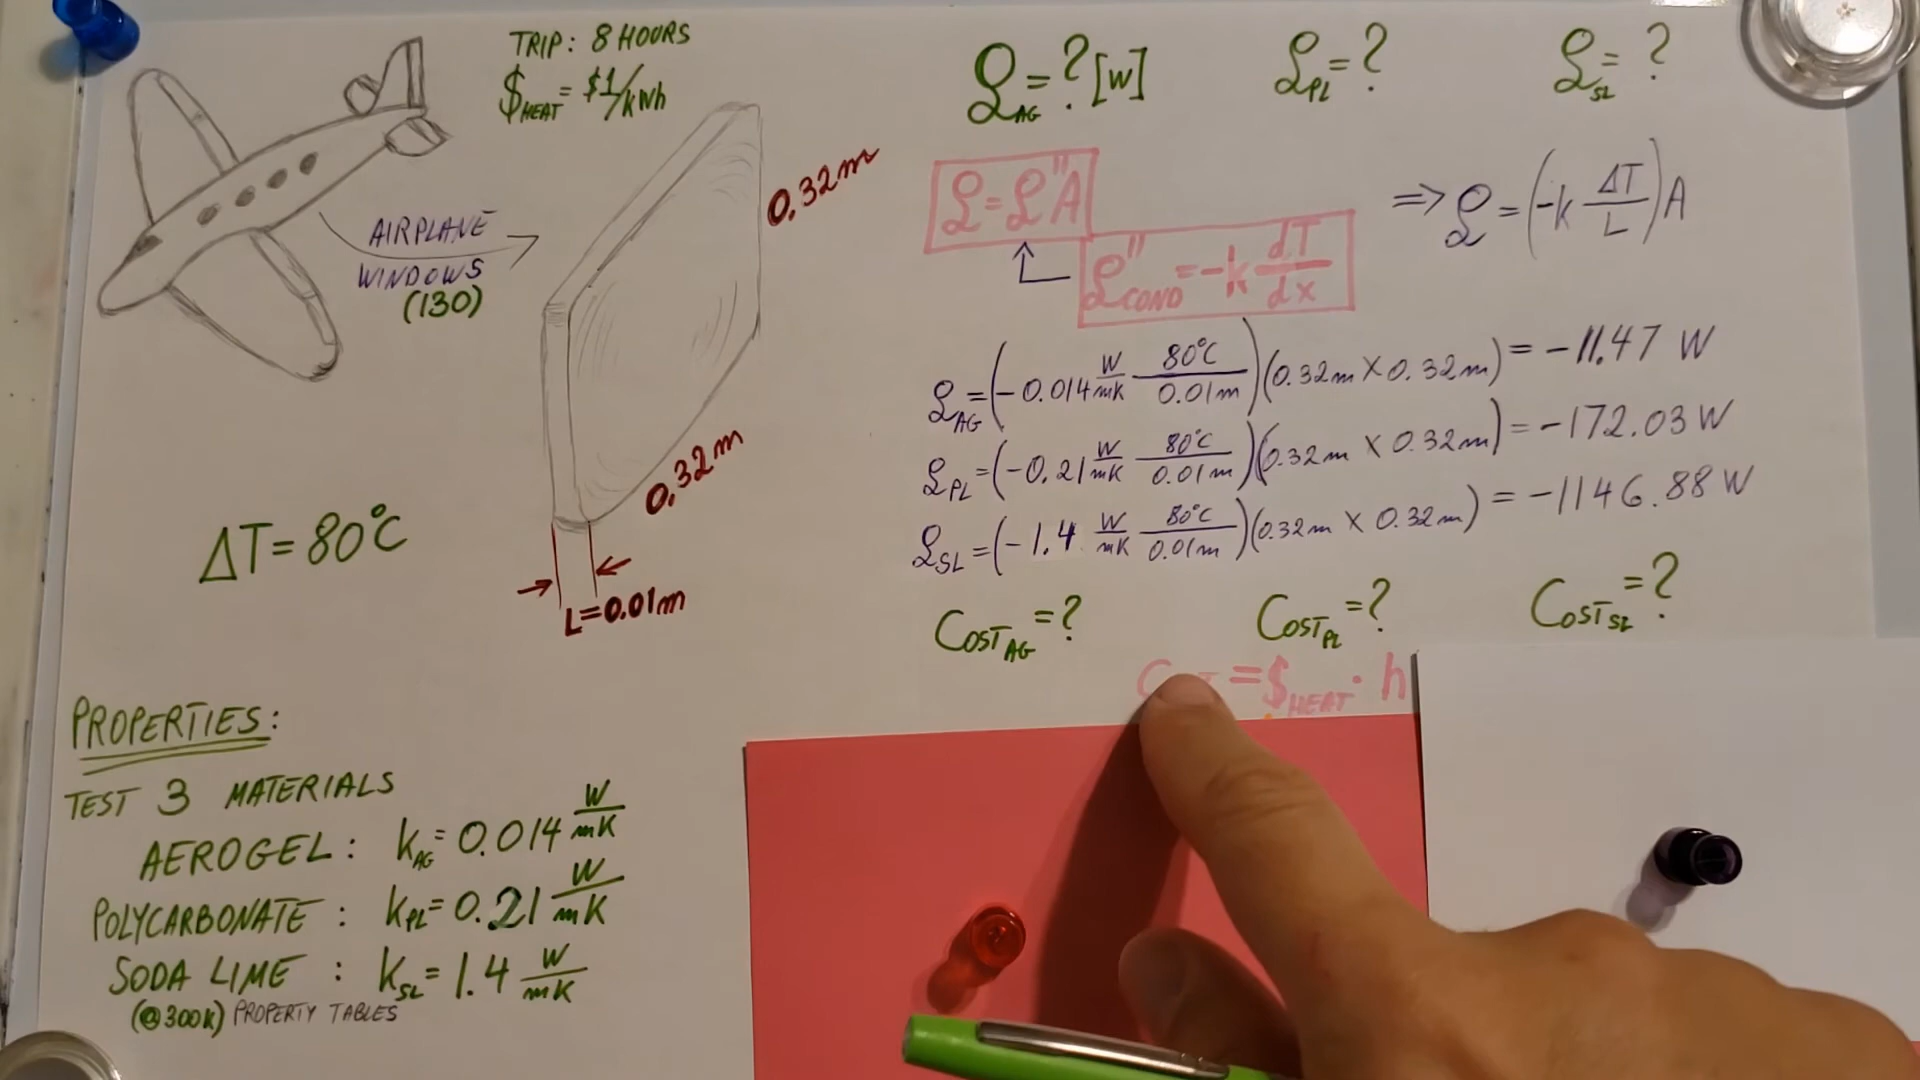 TRIP: 8 HOURS
$HEAT = $1/kWh
AIRPLANE
WINDOWS
(130)
0.32m
0.32m
L=0.01m
ΔT=80°C
PROPERTIES:
TEST 3 MATERIALS
AEROGEL: kAG=0.014 W/mK
POLYCARBONATE: kPL=0.21 W/mK
SODA LIME: kSL=1.4 W/mK
(@300K) PROPERTY TABLES
qAG=?[W] qPL=? qSL=?
q=q"A
q"COND=-k dT/dx
⇒q=(-k ΔT/L)A
qAG=(-0.014 W/mK 80°C/0.01m)(0.32m X 0.32m)=-11.47 W
qPL=(-0.21 W/mK 80°C/0.01m)(0.32m X 0.32m)=-172.03 W
qSL=(-1.4 W/mK 80°C/0.01m)(0.32m X 0.32m)=-1146.88 W
COSTAG=? COSTPL=? COSTSL=?
=$HEAT·h